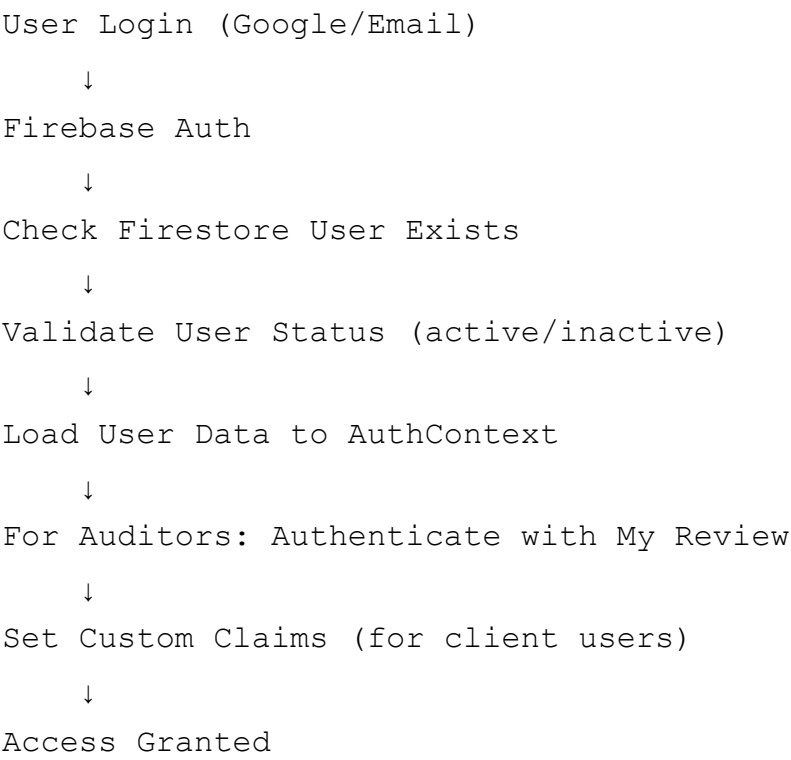 User Login (Google/Email)
↓
Firebase Auth
↓
Check Firestore User Exists
↓
Validate User Status (active/inactive)
↓
Load User Data to AuthContext
↓
For Auditors: Authenticate with My Review
↓
Set Custom Claims (for client users)
↓
Access Granted